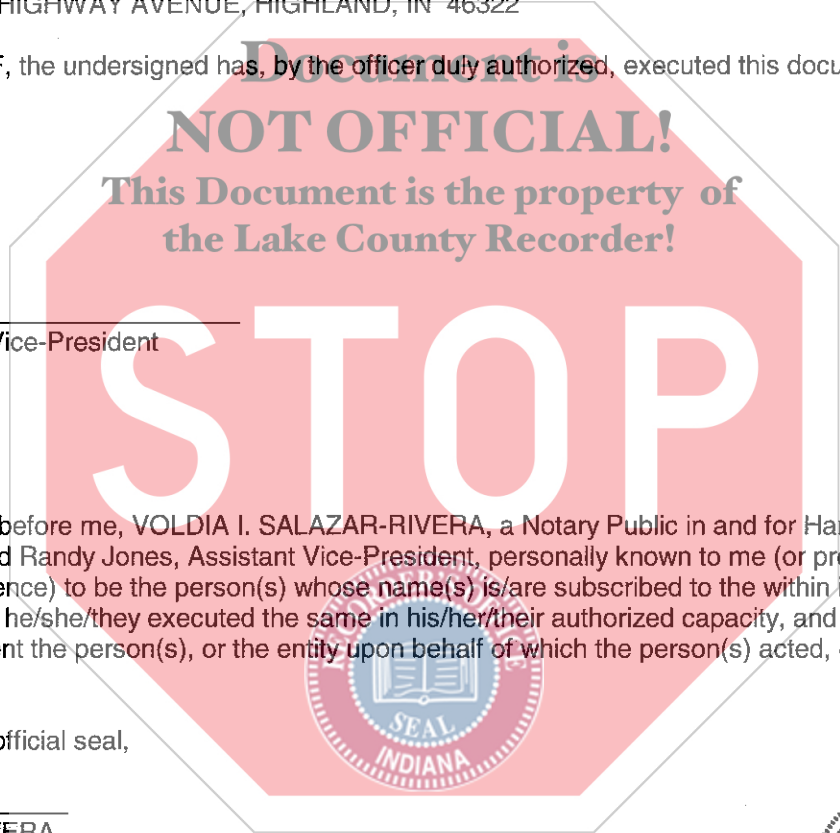 HIGHWAY AVENUE, HIGHLAND, IN 46322
the undersigned has, by the officer duly authorized, executed this docu
Document is
NOT OFFICIAL!
This Document is the property of
the Lake County Recorder!
Vice-President
STOP
before me, VOLDIA I. SALAZAR-RIVERA, a Notary Public in and for Ha
d Randy Jones, Assistant Vice-President, personally known to me (or pr
ence) to be the person(s) whose name(s) is/are subscribed to the within
he/she/they executed the same in his/her/their authorized capacity, and
nt the person(s), or the entity upon behalf of which the person(s) acted,
RECORDER'S OFFICE
SEAL
INDIANA
official seal,